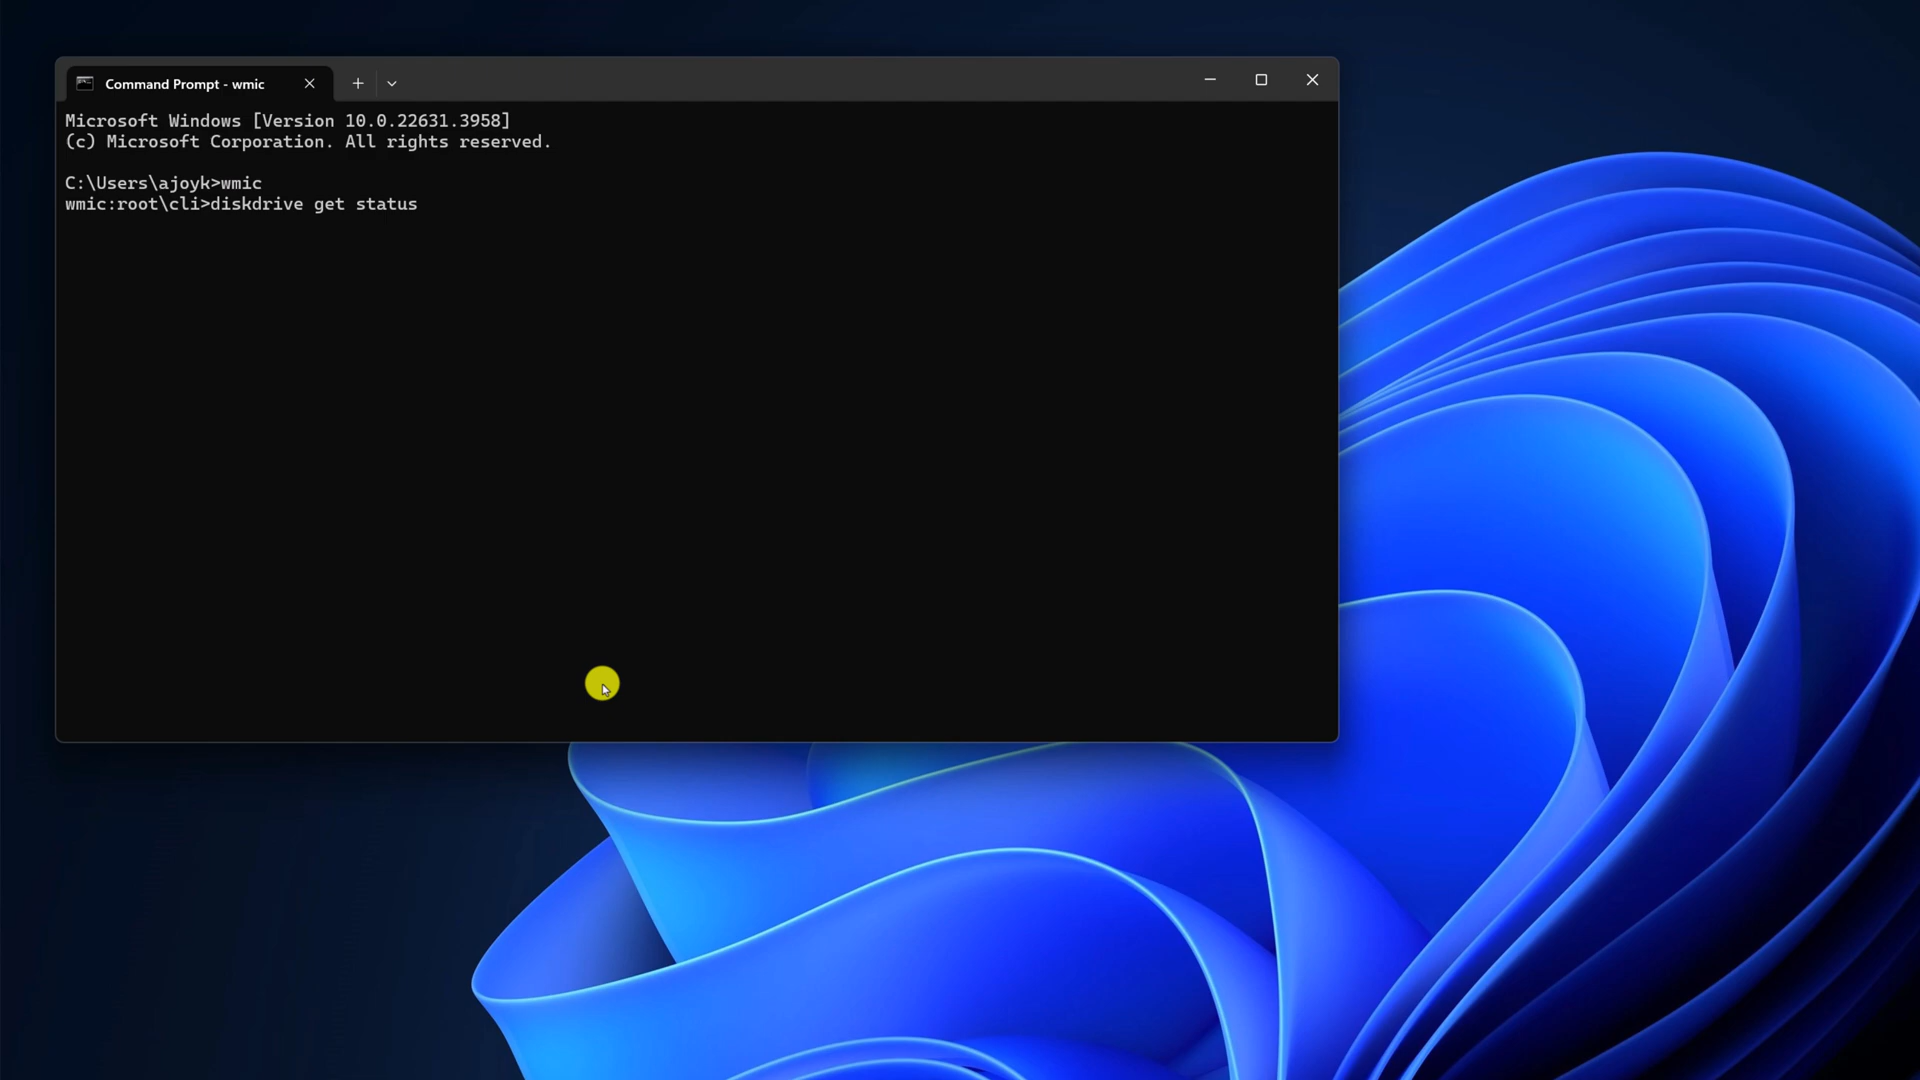 Command Prompt - wmic
Microsoft Windows [Version 10.0.22631.3958]
(c) Microsoft Corporation. All rights reserved.
C:\Users\ajoyk>wmic
wmic:root\cli>diskdrive get status